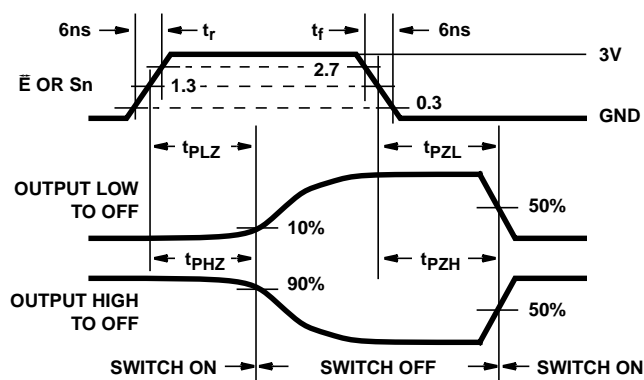 6ns tr tf 6ns
3V
2.7
Ē OR Sn 1.3
0.3
GND
tPLZ tPZL
OUTPUT LOW
TO OFF
10%
50%
tPHZ tPZH
90%
OUTPUT HIGH
TO OFF
50%
SWITCH ON SWITCH OFF SWITCH ON